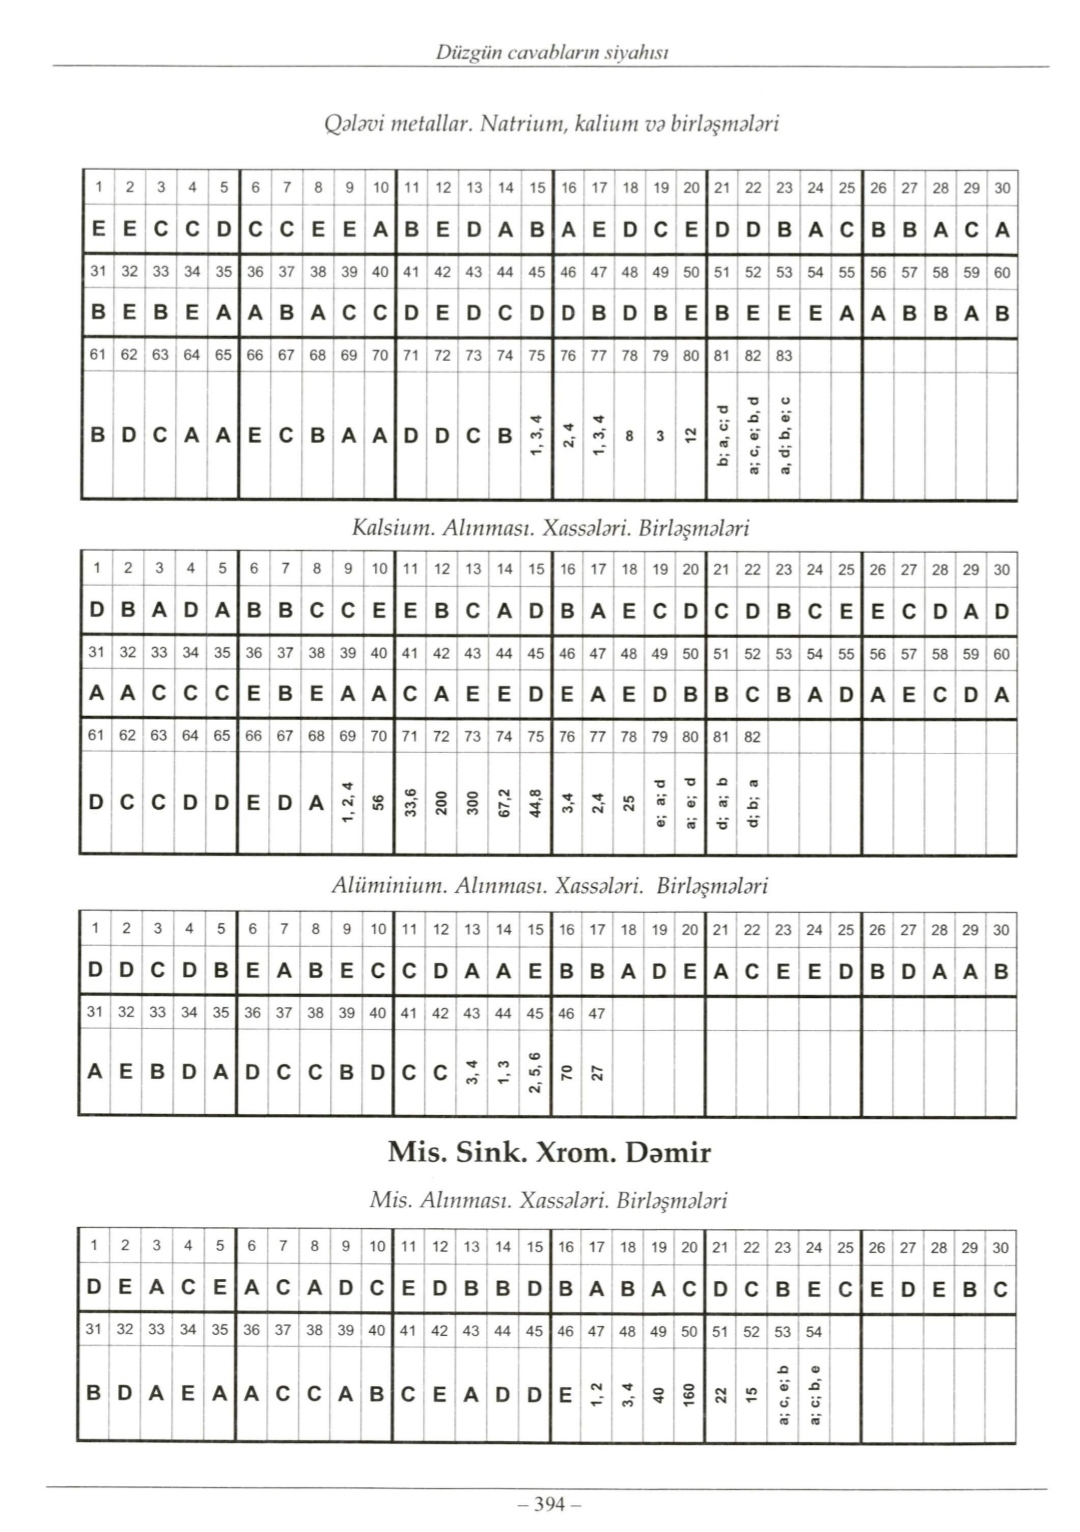 Düzgün cavabların siyahısı
Qələvi metallar. Natrium, kalium və birləşmələri
1 2 3 4 5 6 7 8 9 10 11 12 13 14 15 16 17 18 19 20 21 22 23 24 25 26 27 28 29 30
E E C C D C C E E A B E D A B A E D C E D D B A C B B A C A
31 32 33 34 35 36 37 38 39 40 41 42 43 44 45 46 47 48 49 50 51 52 53 54 55 56 57 58 59 60
B E B E A A B A C C D E D C D D B D B E B E E E A A B B A B
61 62 63 64 65 66 67 68 69 70 71 72 73 74 75 76 77 78 79 80 81 82 83
B D C A A E C B A A D D C B 1, 3, 4 2, 4 1, 3, 4 8 3 12 b; a, c; d a; c, e; b, d a, d; b, e; c
Kalsium. Alınması. Xassələri. Birləşmələri
1 2 3 4 5 6 7 8 9 10 11 12 13 14 15 16 17 18 19 20 21 22 23 24 25 26 27 28 29 30
D B A D A B B C C E E B C A D B A E C D C D B C E E C D A D
31 32 33 34 35 36 37 38 39 40 41 42 43 44 45 46 47 48 49 50 51 52 53 54 55 56 57 58 59 60
A A C C C E B E A A C A E E D E A E D B B C B A D A E C D A
61 62 63 64 65 66 67 68 69 70 71 72 73 74 75 76 77 78 79 80 81 82
D C C D D E D A 1, 2, 4 56 33,6 200 300 67,2 44,8 3,4 2,4 25 e; a; d a; e; d d; a; b d; b; a
Alüminium. Alınması. Xassələri. Birləşmələri
1 2 3 4 5 6 7 8 9 10 11 12 13 14 15 16 17 18 19 20 21 22 23 24 25 26 27 28 29 30
D D C D B E A B E C C D A A E B B A D E A C E E D B D A A B
31 32 33 34 35 36 37 38 39 40 41 42 43 44 45 46 47
A E B D A D C C B D C C 3, 4 1, 3 2, 5, 6 70 27
Mis. Sink. Xrom. Dəmir
Mis. Alınması. Xassələri. Birləşmələri
1 2 3 4 5 6 7 8 9 10 11 12 13 14 15 16 17 18 19 20 21 22 23 24 25 26 27 28 29 30
D E A C E A C A D C E D B B D B A B A C D C B E C E D E B C
31 32 33 34 35 36 37 38 39 40 41 42 43 44 45 46 47 48 49 50 51 52 53 54
B D A E A A C C A B C E A D D E 1, 2 3, 4 40 160 22 15 a; c, e; b a; c; b, e
– 394 –